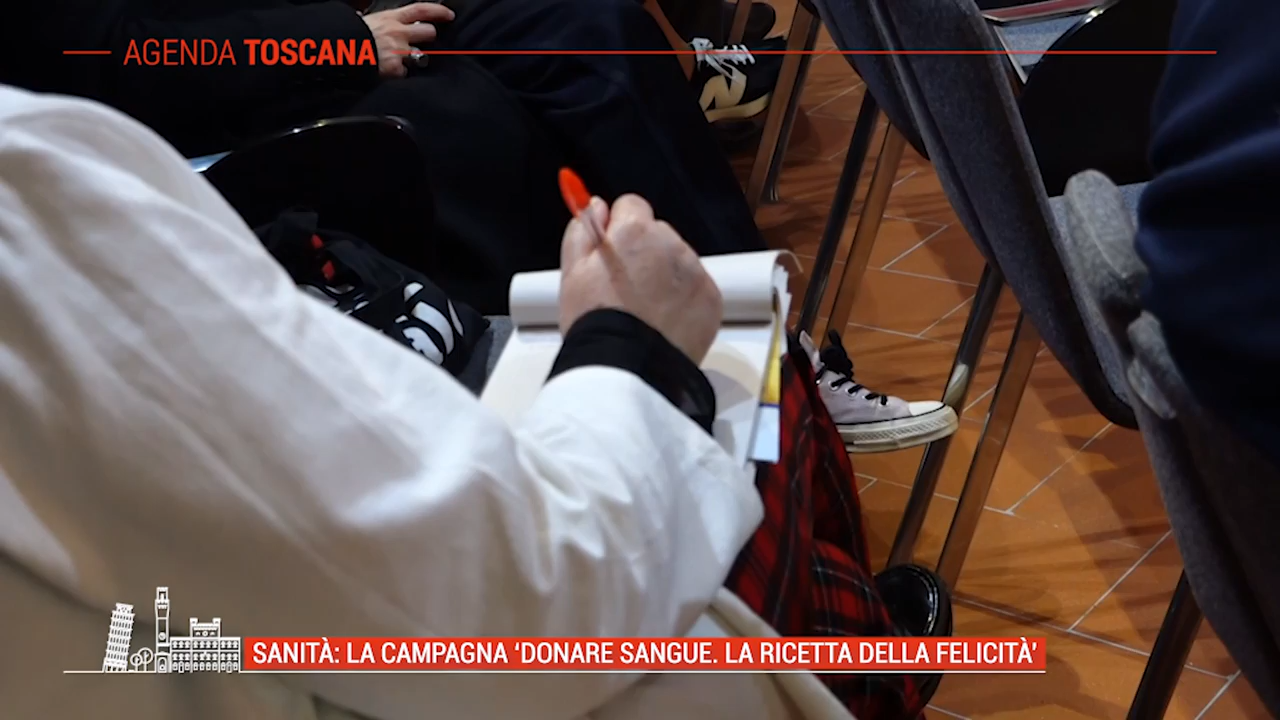 AGENDA TOSCANA
SANITÀ: LA CAMPAGNA ‘DONARE SANGUE. LA RICETTA DELLA FELICITÀ’